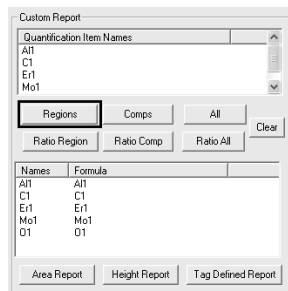 Custom Report
Quantification Item Names
Al1
C1
Er1
Mo1
Regions Comps All
Clear
Ratio Region Ratio Comp Ratio All
Names Formula
Al1 Al1
C1 C1
Er1 Er1
Mo1 Mo1
O1 O1
Area Report Height Report Tag Defined Report